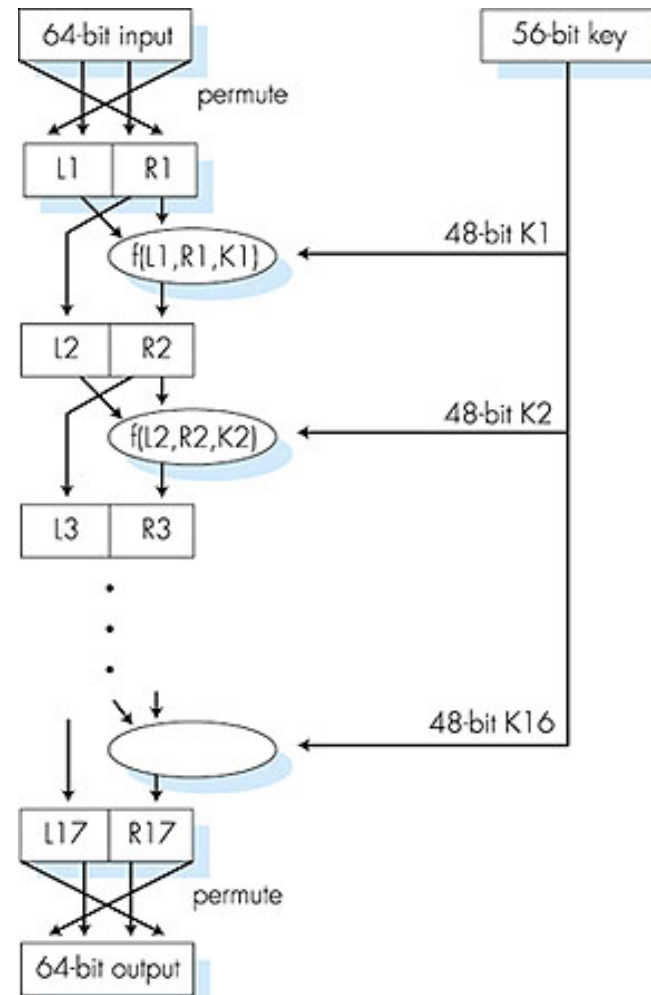 64-bit input
56-bit key
permute
L1 R1
48-bit K1
f(L1,R1,K1)
L2 R2
48-bit K2
f(L2,R2,K2)
L3 R3
48-bit K16
L17 R17
permute
64-bit output